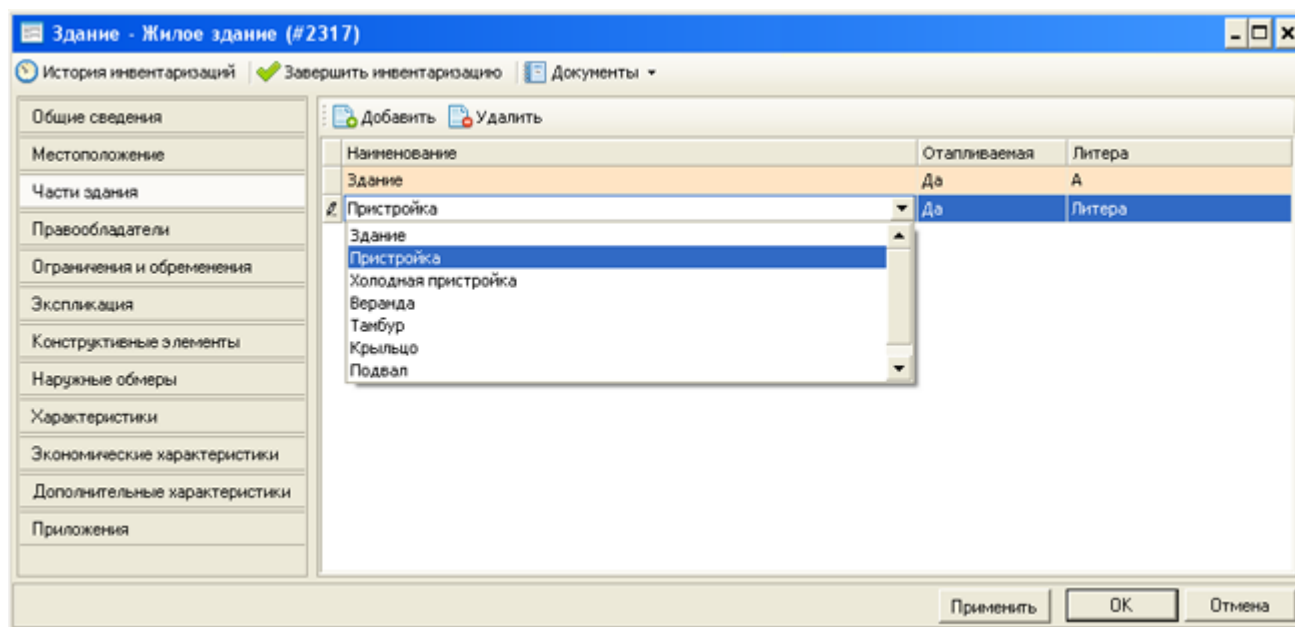 Здание - Жилое здание (#2317)
История инвентаризаций Завершить инвентаризацию Документы
Общие сведения
Местоположение
Части здания
Правообладатели
Ограничения и обременения
Экспликация
Конструктивные элементы
Наружные обмеры
Характеристики
Экономические характеристики
Дополнительные характеристики
Приложения
Добавить Удалить
Наименование Отапливаемая Литера
Здание Да А
Пристройка Да Литера
Здание
Пристройка
Холодная пристройка
Веранда
Тамбур
Крыльцо
Подвал
Применить ОК Отмена